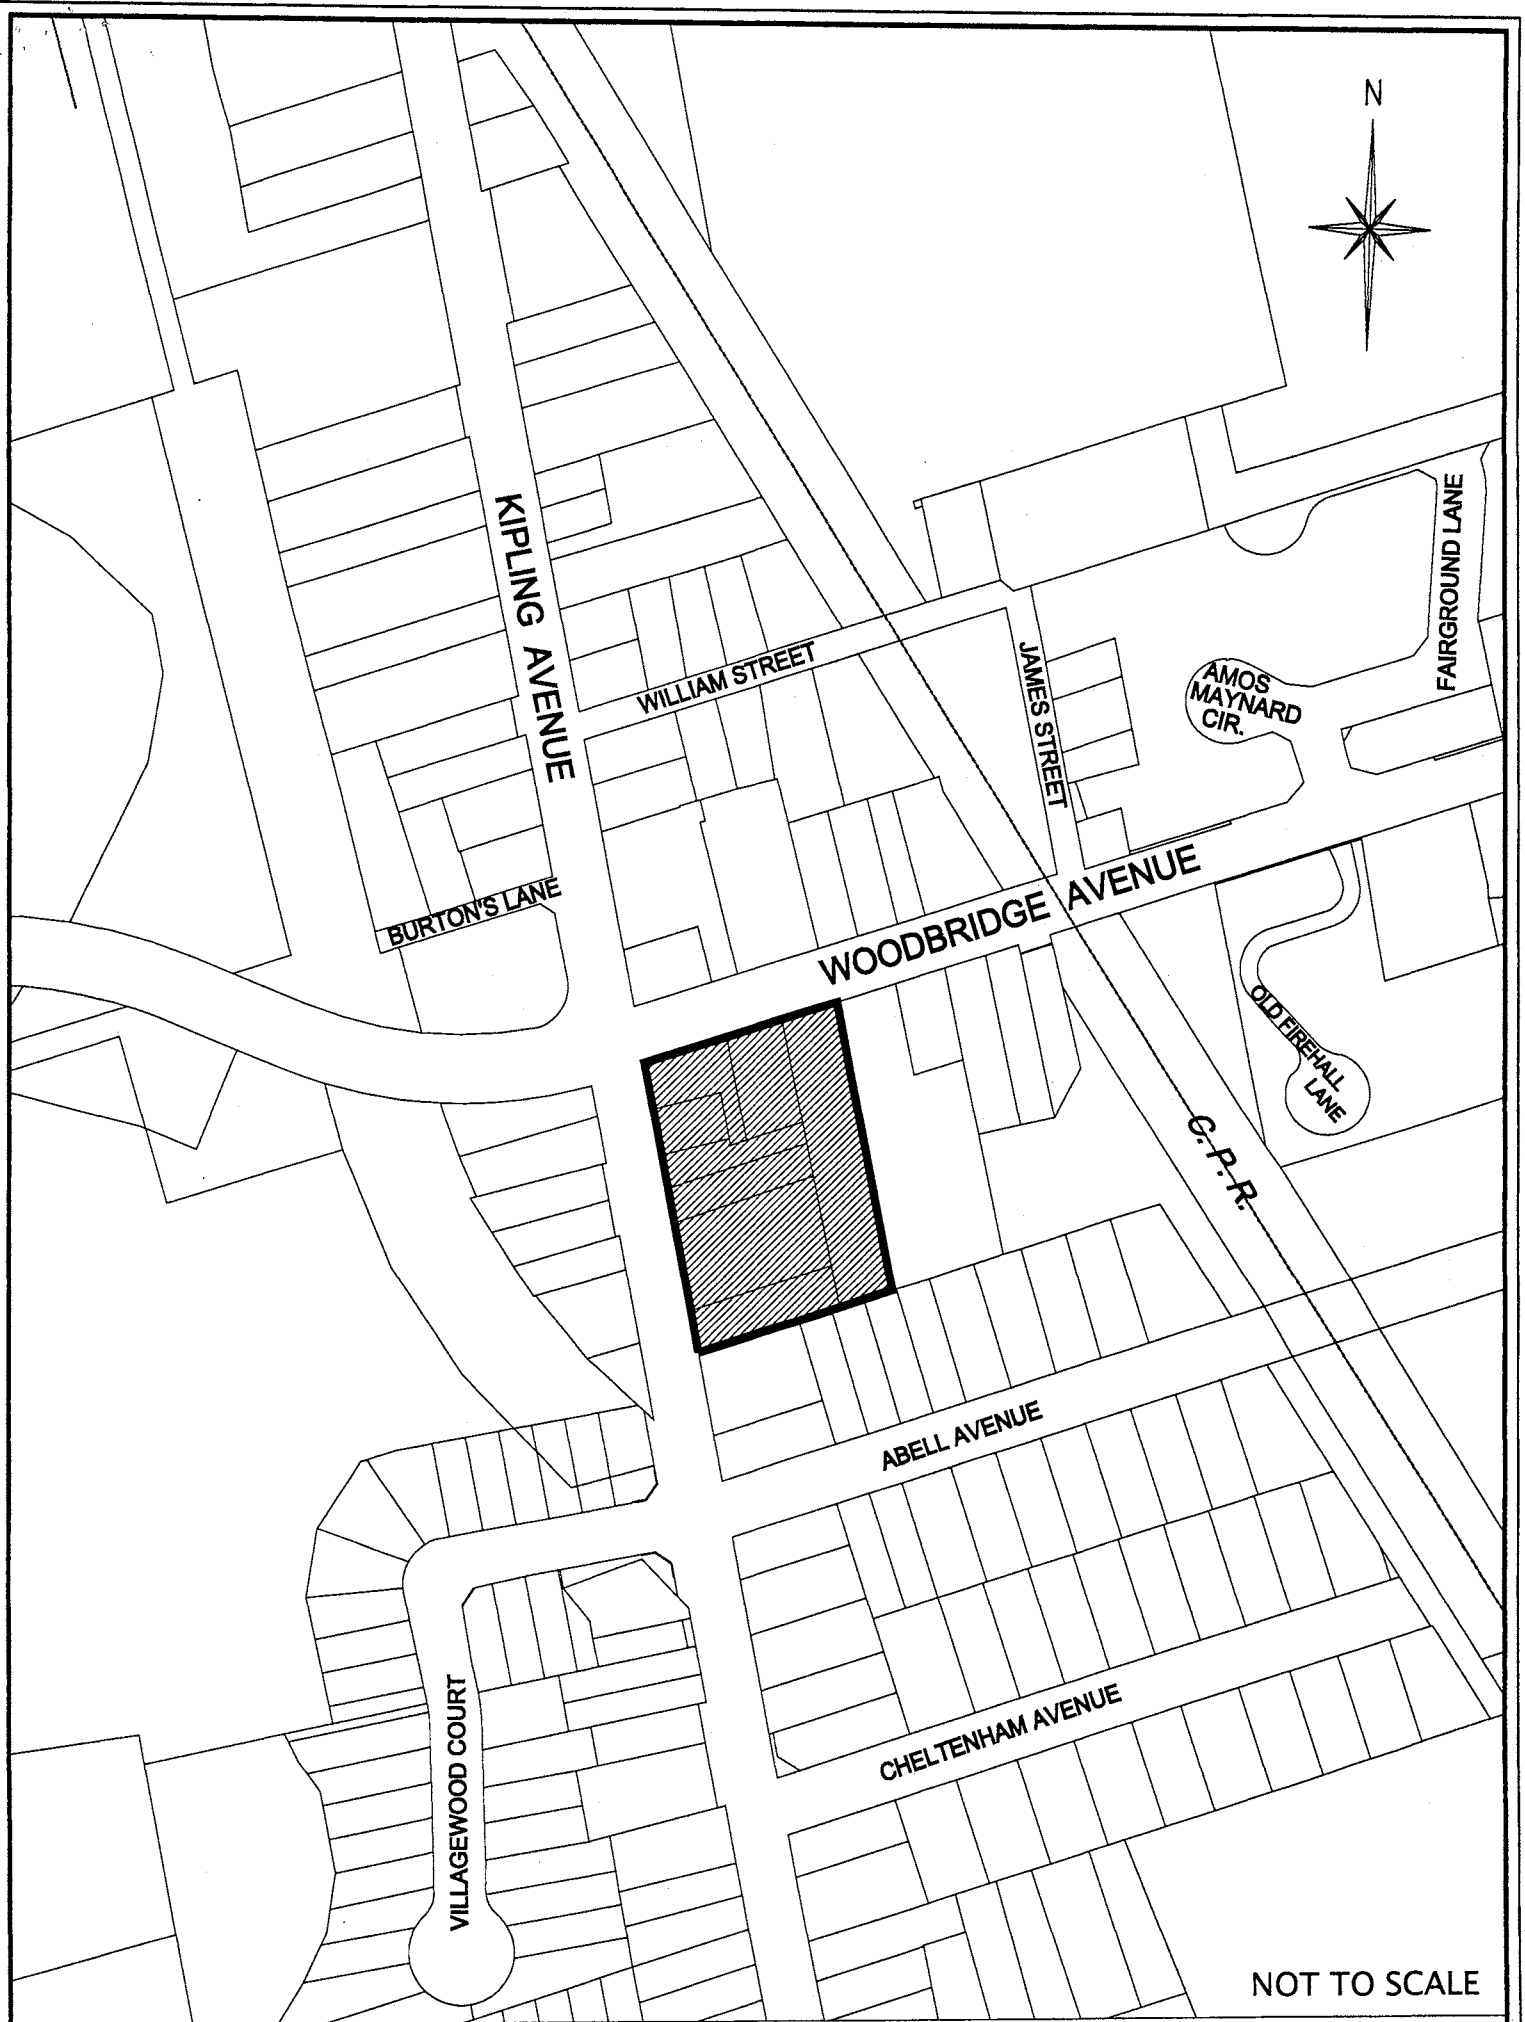 N
KIPLING AVENUE
FAIRGROUND LANE
WILLIAM STREET
JAMES STREET
AMOS
MAYNARD
CIR.
BURTON'S LANE
WOODBRIDGE AVENUE
OLD FIREHALL
LANE
C. P. R.
ABELL AVENUE
VILLAGEWOOD COURT
CHELTENHAM AVENUE
NOT TO SCALE